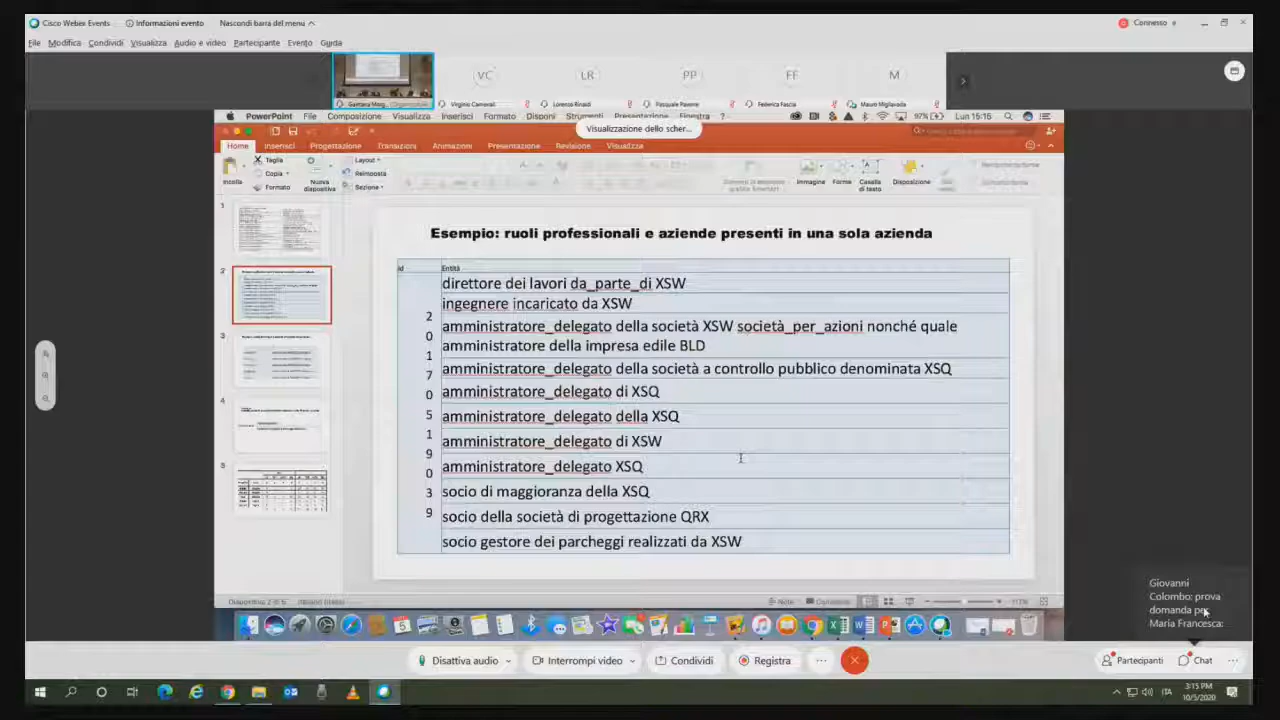 Cisco Webex Events
Informazioni evento
Nascondi barra del menu
Connesso
File Modifica Condividi Visualizza Audio e video Partecipante Evento Guida
VC LR PP FF M
Virginio Lorenzo Rinaldi Pasquale Federica Fascia Mauro
PowerPoint File Composizione Visualizza Inserisci Formato Disponi Strumenti Presentazione Finestra ? 97% Lun 15:15
Visualizzazione dello scher...
Home Inserisci Progettazione Transizioni Animazioni Presentazione Revisione Visualizza
Incolla
Taglia
Copia
Formato
Nuova diapositiva
Layout
Reimposta
Sezione
Immagine Forme Casella di testo Disposizione
1
2
3
4
Esempio: ruoli professionali e aziende presenti in una sola azienda
id Entità
direttore dei lavori da_parte_di XSW
ingegnere incaricato da XSW
amministratore_delegato della società XSW società_per_azioni nonché quale
amministratore della impresa edile BLD
amministratore_delegato della società a controllo pubblico denominata XSQ
amministratore_delegato di XSQ
amministratore_delegato della XSQ
amministratore_delegato di XSW
amministratore_delegato XSQ
socio di maggioranza della XSQ
socio della società di progettazione QRX
socio gestore dei parcheggi realizzati da XSW
2
0
1
7
0
5
1
9
0
3
9
Giovanni
Colombo: prova
domanda per
Maria Francesca:
Note
Disattiva audio
Interrompi video
Condividi
Registra
Partecipanti
Chat
ITA
3:15 PM
10/5/2020